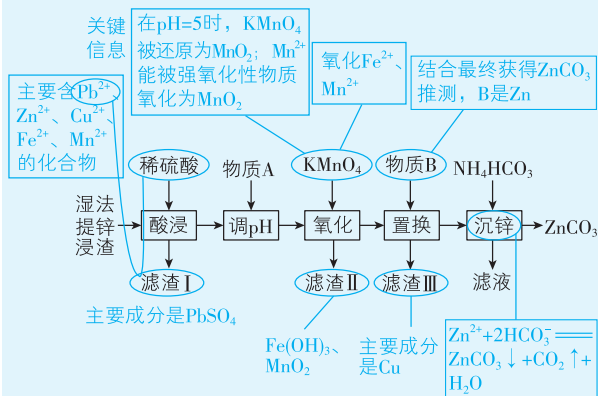 关键
信息
在pH=5时，KMnO₄
被还原为MnO₂；Mn²⁺
能被强氧化性物质
氧化为MnO₂
氧化Fe²⁺、
Mn²⁺
结合最终获得ZnCO₃
推测，B是Zn
主要含Pb²⁺、
Zn²⁺、Cu²⁺、
Fe²⁺、Mn²⁺
的化合物
稀硫酸
物质A
KMnO₄
物质B
NH₄HCO₃
湿法
提锌
浸渣
酸浸
调pH
氧化
置换
沉锌
ZnCO₃
滤渣Ⅰ
滤渣Ⅱ
滤渣Ⅲ
滤液
主要成分是PbSO₄
Fe(OH)₃、
MnO₂
主要成分
是Cu
Zn²⁺+2HCO₃⁻══
ZnCO₃↓+CO₂↑+
H₂O